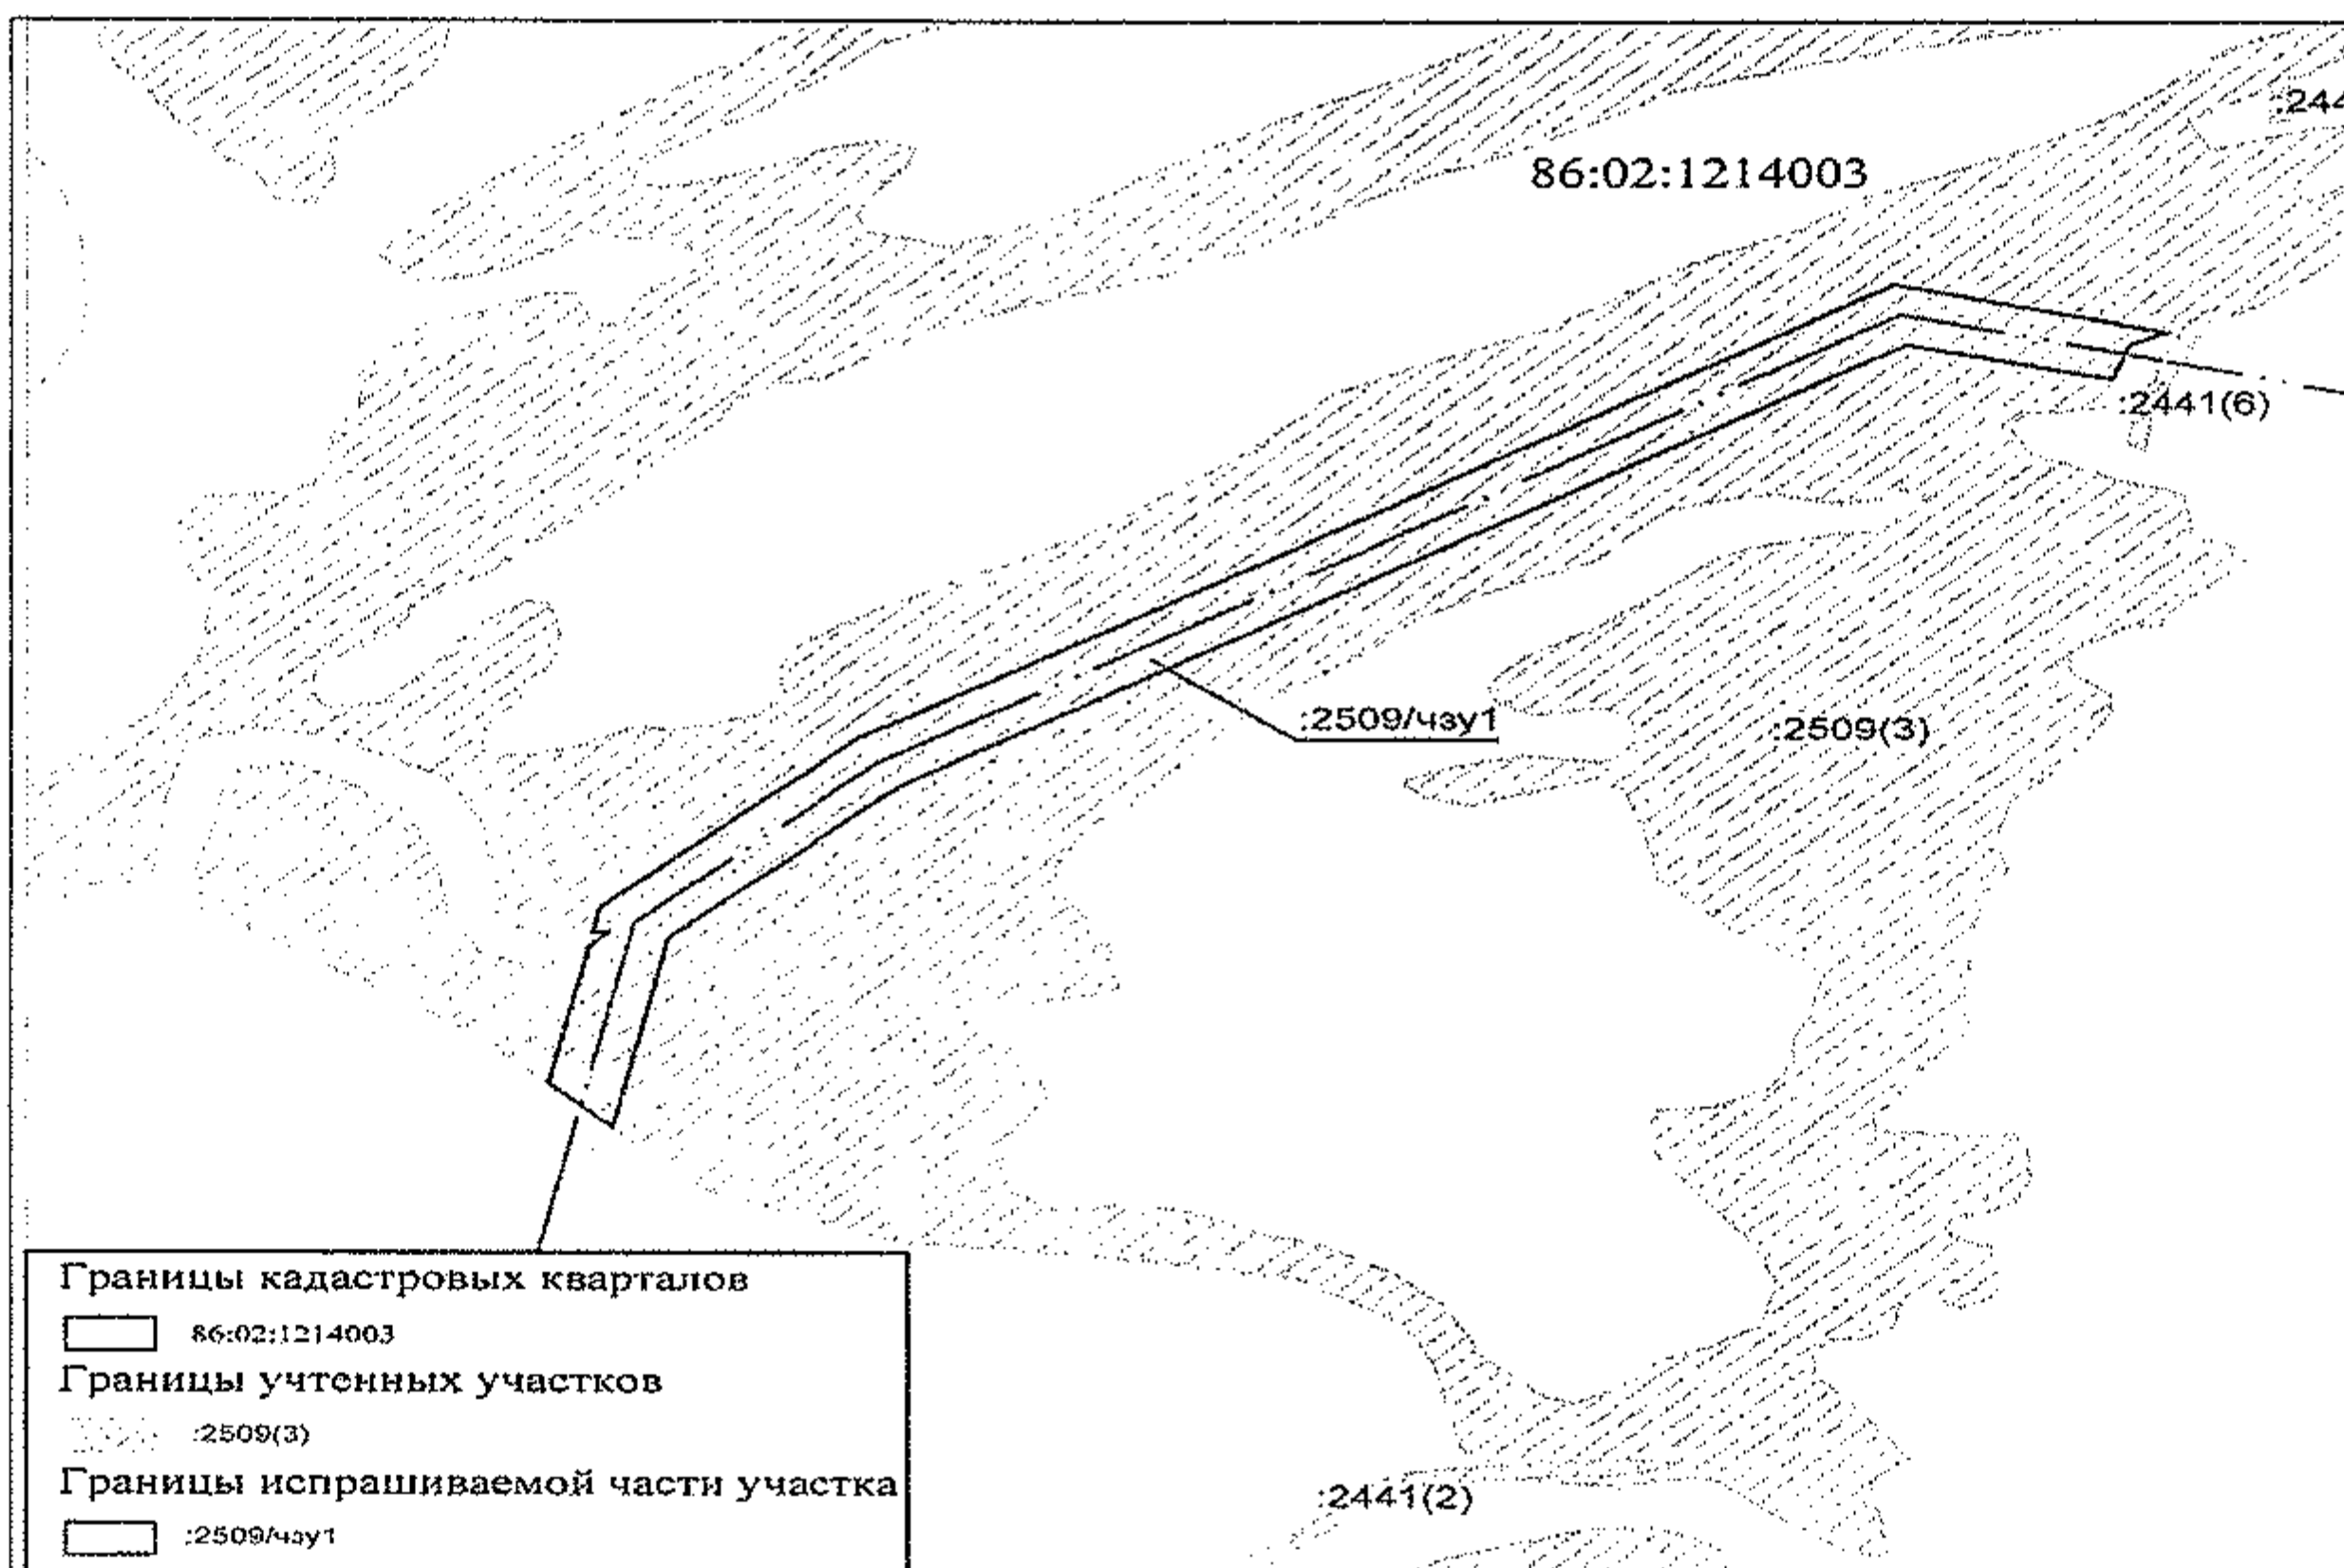 :244
86:02:1214003
:2441(6)
:2509/чзу1
:2509(3)
Границы кадастровых кварталов
86:02:1214003
Границы учтенных участков
:2509(3)
Границы испрашиваемой части участка
:2509/чзу1
:2441(2)